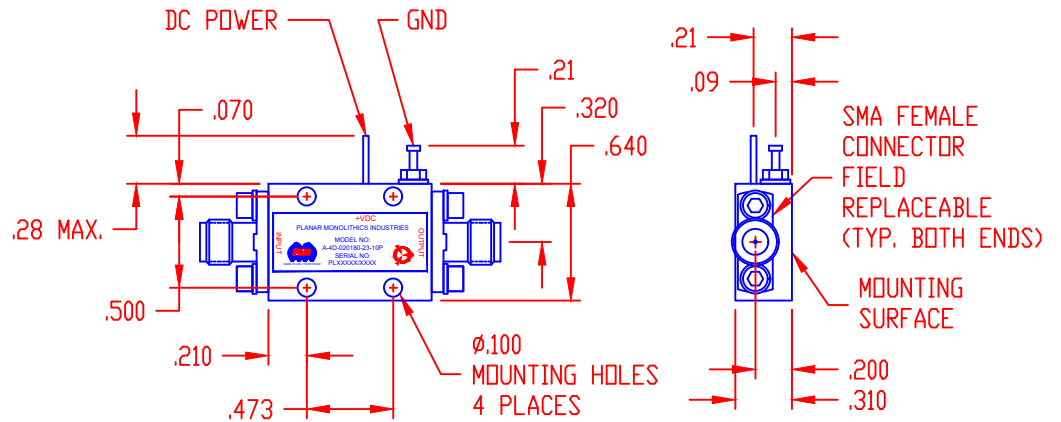 DC POWER
GND
.21
.070
.320
.640
.28 MAX.
.500
.210
.473
+VDC
PLANAR MONOLITHICS INDUSTRIES
INPUT
MODEL NO:
A-4D-020180-23-10P
SERIAL NO:
PLXXXXX/XXXX
OUTPUT
Ø.100
MOUNTING HOLES
4 PLACES
.21
.09
SMA FEMALE
CONNECTOR
FIELD
REPLACEABLE
(TYP. BOTH ENDS)
MOUNTING
SURFACE
.200
.310